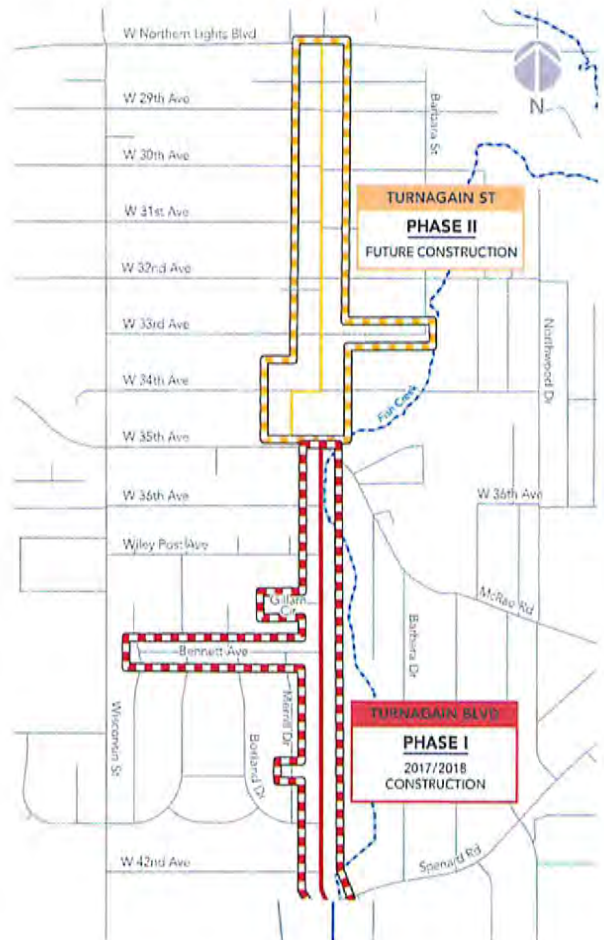 W Northern Lights Blvd
N
W 29th Ave
Barbara St
W 30th Ave
TURNAGAIN ST
PHASE II
FUTURE CONSTRUCTION
W 31st Ave
W 32nd Ave
W 33rd Ave
Northwood Dr
W 34th Ave
Fish Creek
W 35th Ave
W 36th Ave
W 36th Ave
Wiley Post Ave
McRae Rd
Gillam
Cir
Barbara Dr
Bennett Ave
Wisconsin St
Borland Dr
Merrill Dr
TURNAGAIN BLVD
PHASE I
2017/2018
CONSTRUCTION
W 42nd Ave
Spenard Rd